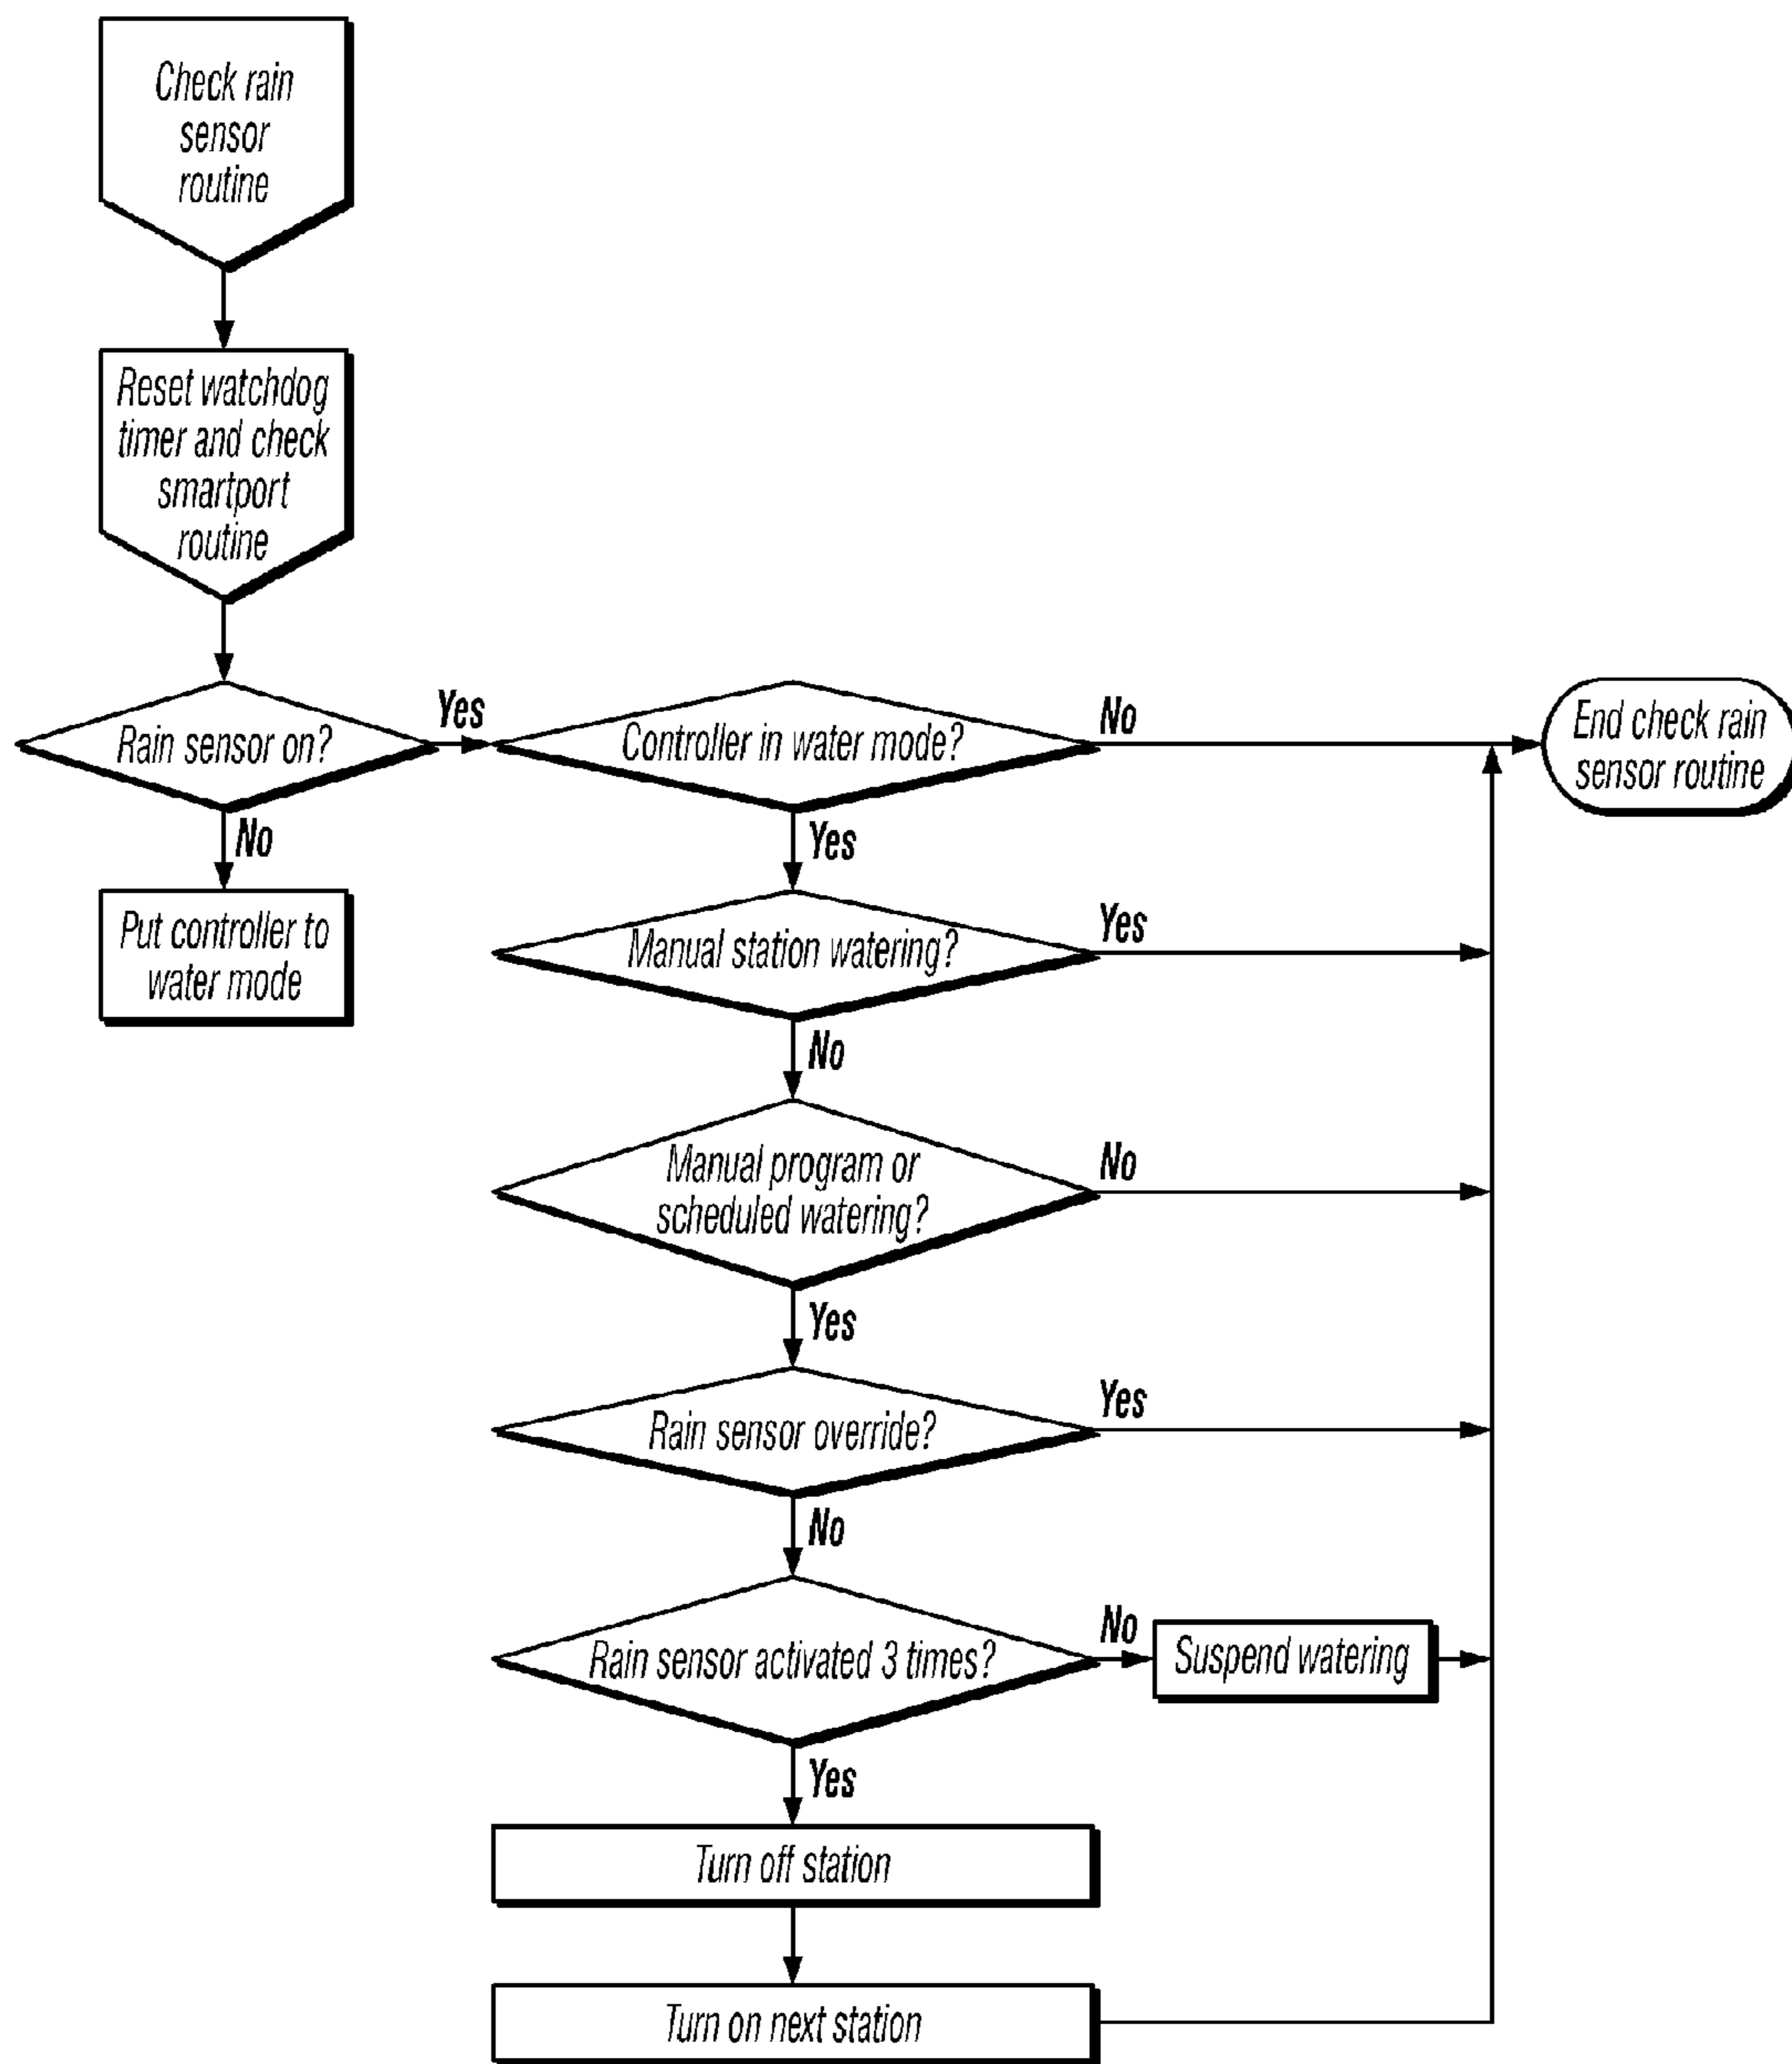 Check rain
sensor
routine
Reset watchdog
timer and check
smartport
routine
Rain sensor on?
Yes
Controller in water mode?
No
End check rain
sensor routine
No
Put controller to
water mode
Yes
Manual station watering?
Yes
No
Manual program or
scheduled watering?
No
Yes
Rain sensor override?
Yes
No
Rain sensor activated 3 times?
No
Suspend watering
Yes
Turn off station
Turn on next station